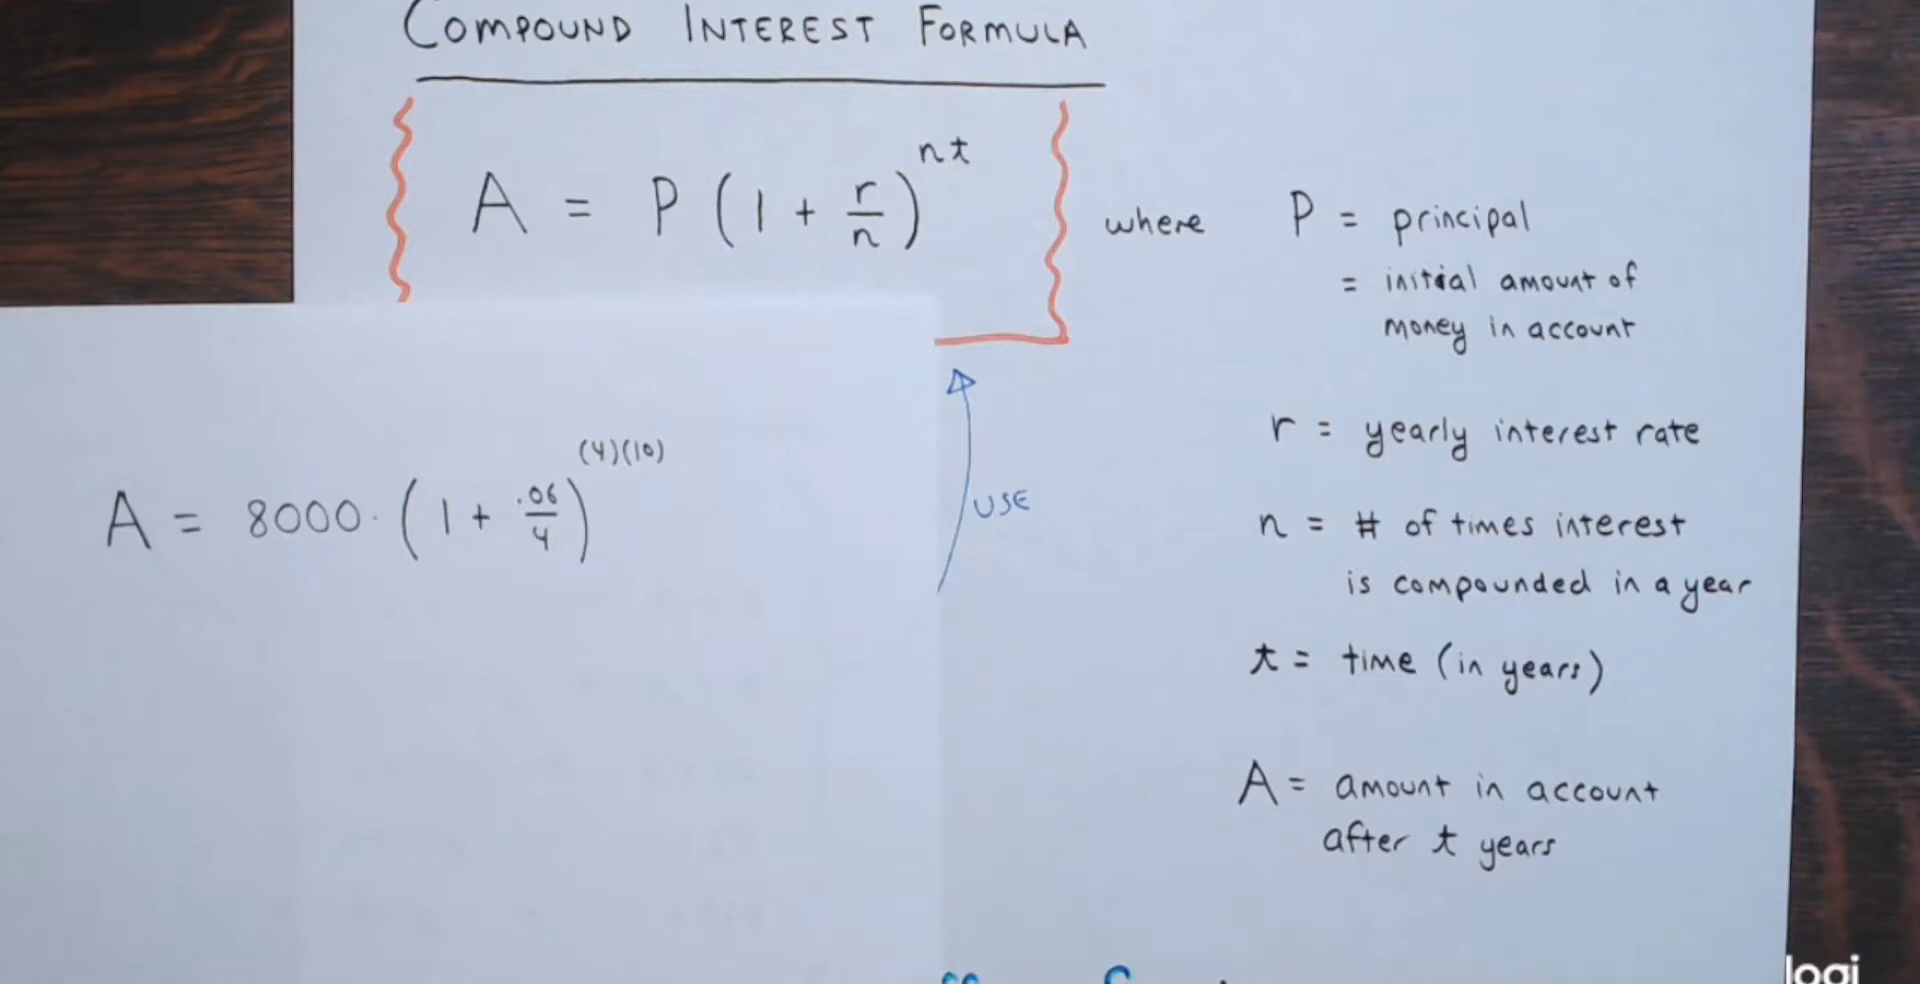 COMPOUND INTEREST FORMULA
A = P (1 + r/n)^nt
where
P = principal
= initial amount of
money in account
r = yearly interest rate
n = # of times interest
is compounded in a year
t = time (in years)
A = amount in account
after t years
USE
A = 8000 · (1 + .06/4)^(4)(10)
logi